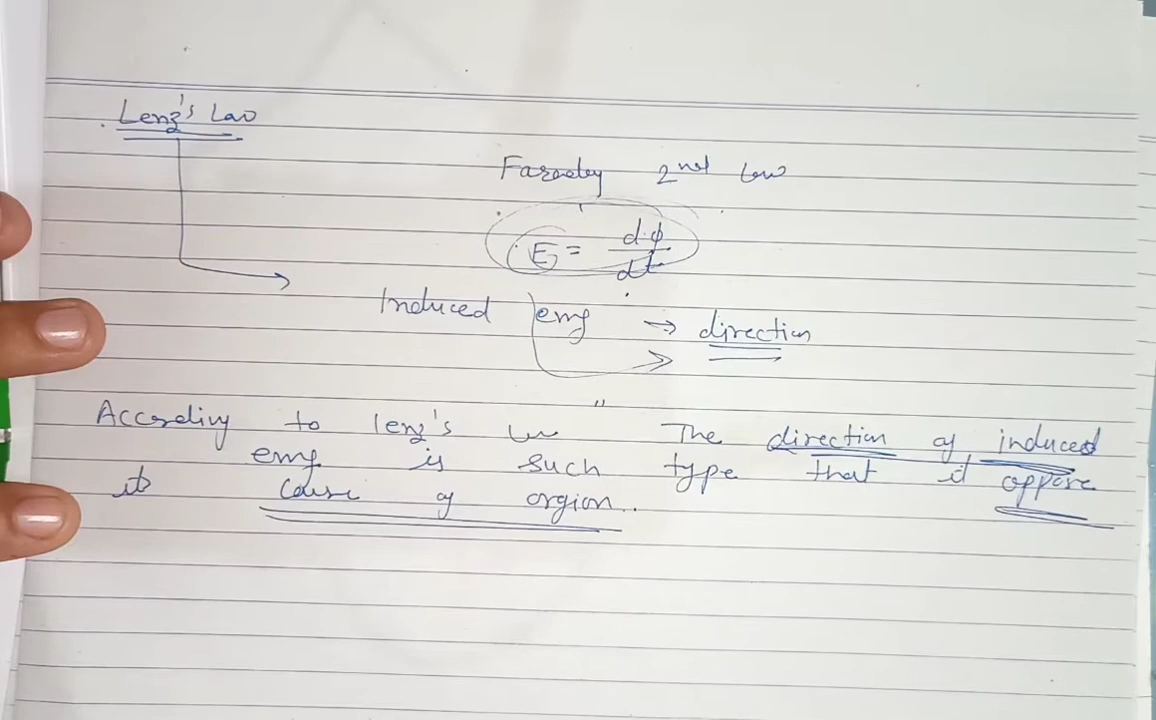 Lenz's Law
Faraday 2nd Law
E = dφ/dt
Induced emf → direction
According to lenz's law " The direction of induced
emf is such type that it oppose
its cause of orgion..